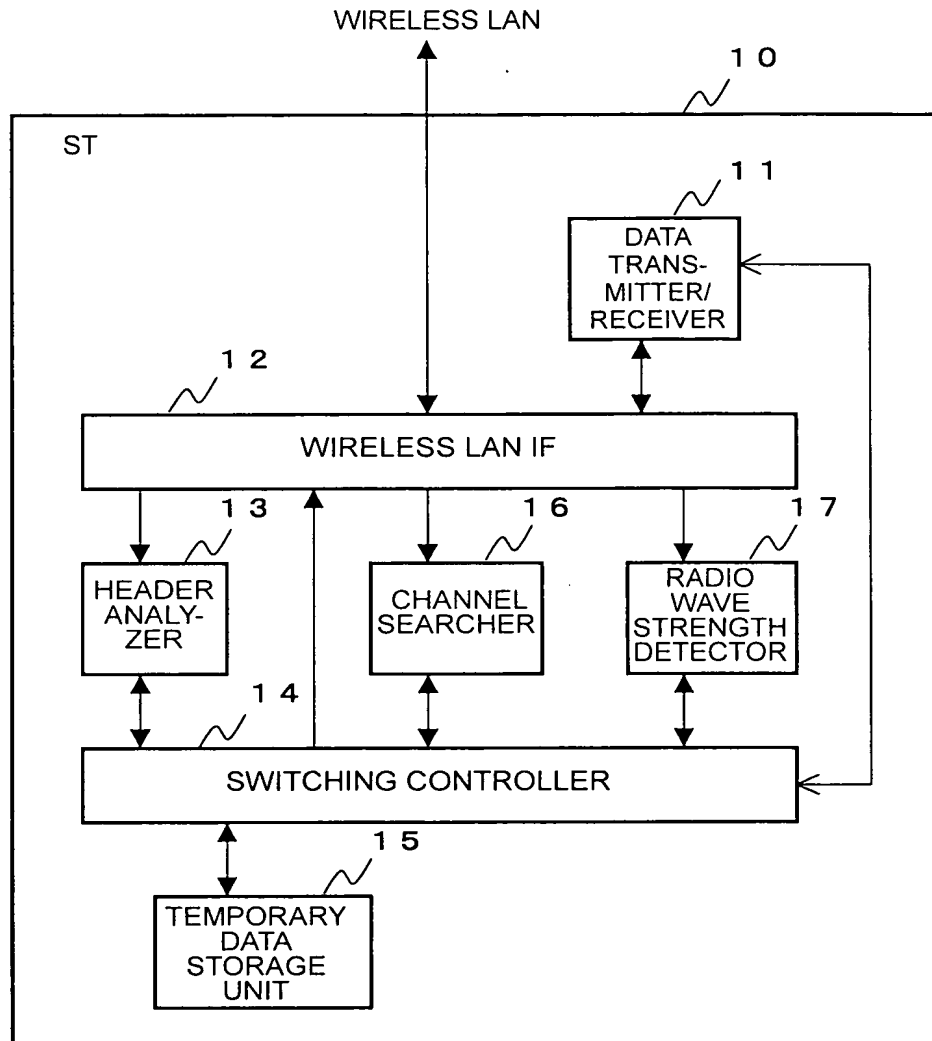 WIRELESS LAN
10
ST
11
DATA
TRANS-
MITTER/
RECEIVER
12
WIRELESS LAN IF
13
16
17
HEADER
ANALY-
ZER
CHANNEL
SEARCHER
RADIO
WAVE
STRENGTH
DETECTOR
14
SWITCHING CONTROLLER
15
TEMPORARY
DATA
STORAGE
UNIT